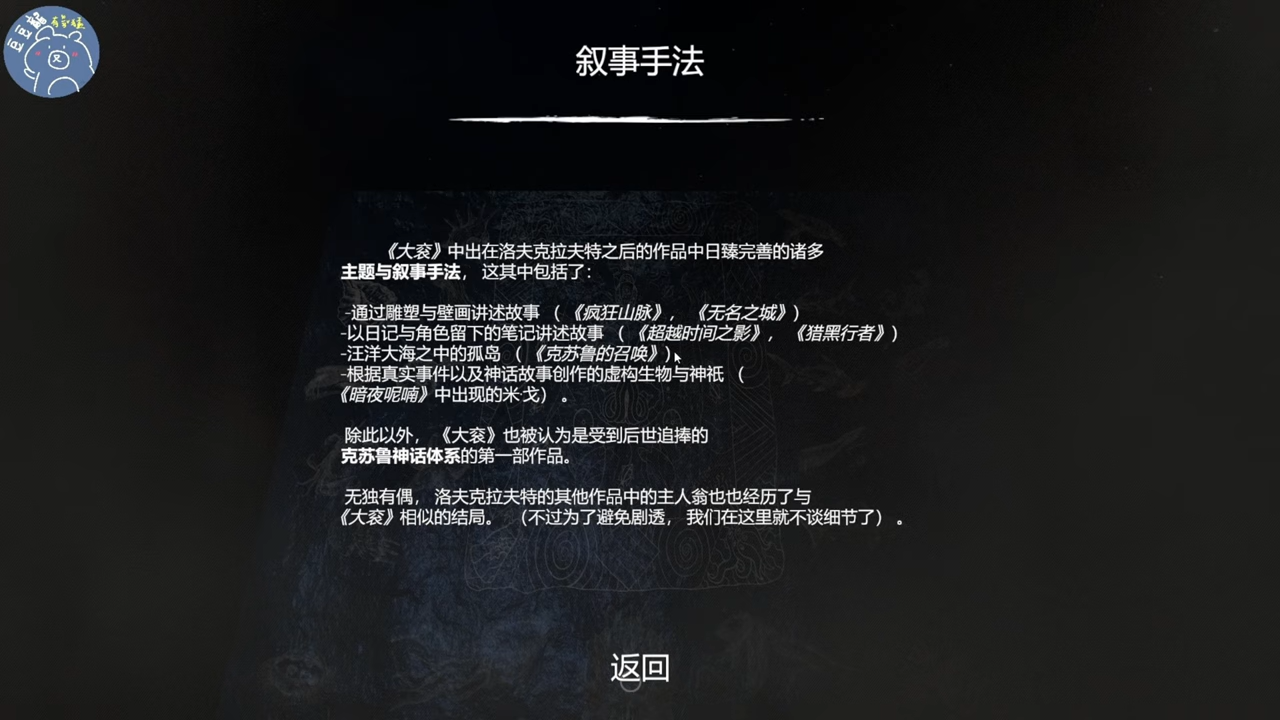 豆豆龍
叙事手法
《大衮》中出在洛夫克拉夫特之后的作品中日臻完善的诸多
主题与叙事手法， 这其中包括了：
-通过雕塑与壁画讲述故事 （ 《疯狂山脉》， 《无名之城》）
-以日记与角色留下的笔记讲述故事 （ 《超越时间之影》， 《猎黑行者》）
-汪洋大海之中的孤岛 （ 《克苏鲁的召唤》）
-根据真实事件以及神话故事创作的虚构生物与神祇 （
《暗夜呢喃》中出现的米·戈） 。
除此以外， 《大衮》也被认为是受到后世追捧的
克苏鲁神话体系的第一部作品。
无独有偶， 洛夫克拉夫特的其他作品中的主人翁也也经历了与
《大衮》相似的结局。 （不过为了避免剧透， 我们在这里就不谈细节了） 。
返回